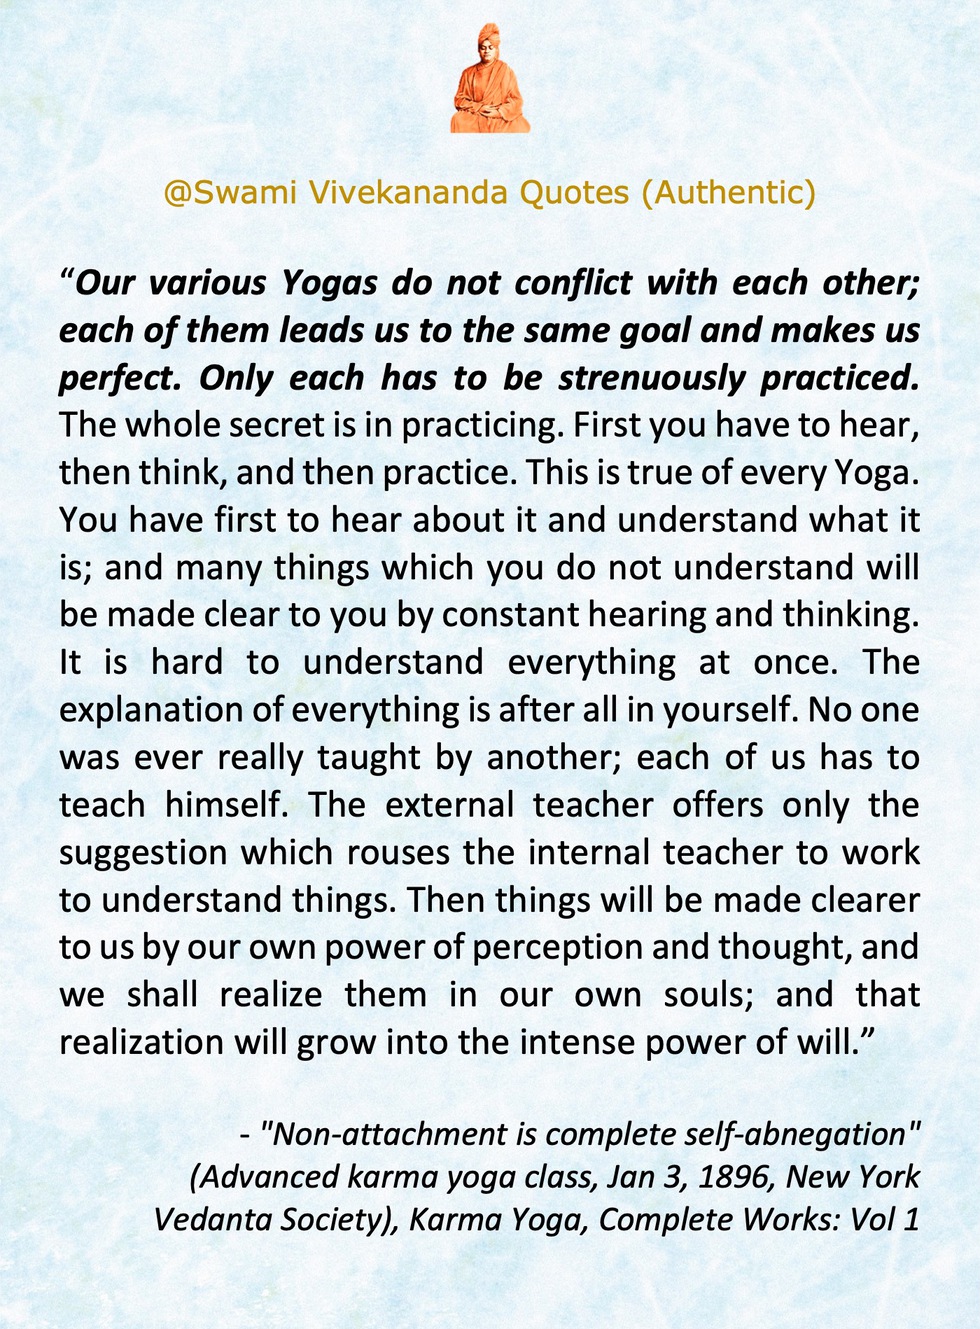 @Swami Vivekananda Quotes (Authentic)
“Our various Yogas do not conflict with each other;
each of them leads us to the same goal and makes us
perfect. Only each has to be strenuously practiced.
The whole secret is in practicing. First you have to hear,
then think, and then practice. This is true of every Yoga.
You have first to hear about it and understand what it
is; and many things which you do not understand will
be made clear to you by constant hearing and thinking.
It is hard to understand everything at once. The
explanation of everything is after all in yourself. No one
was ever really taught by another; each of us has to
teach himself. The external teacher offers only the
suggestion which rouses the internal teacher to work
to understand things. Then things will be made clearer
to us by our own power of perception and thought, and
we shall realize them in our own souls; and that
realization will grow into the intense power of will.”
- "Non-attachment is complete self-abnegation"
(Advanced karma yoga class, Jan 3, 1896, New York
Vedanta Society), Karma Yoga, Complete Works: Vol 1